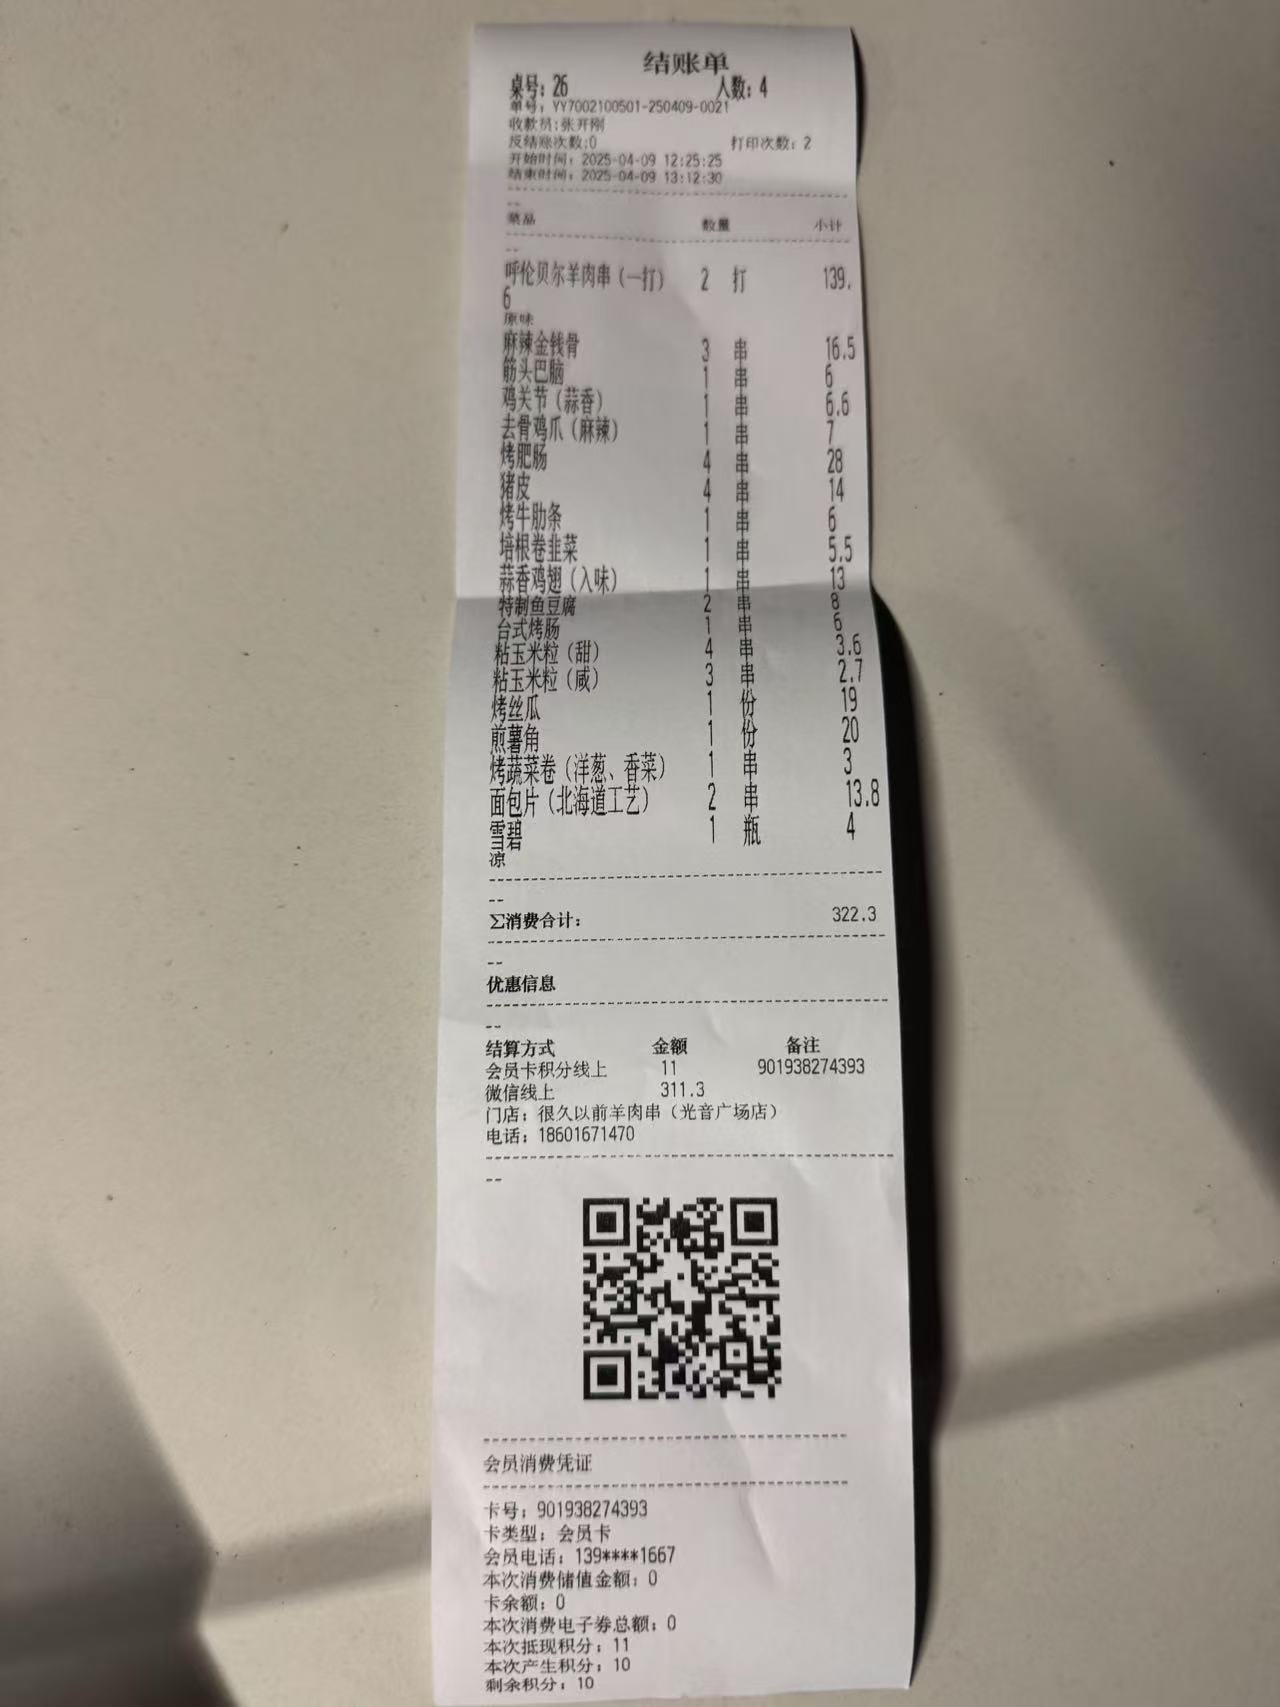 结账单
桌号：26 人数：4
单号：YY7002100501-250409-0021
收款员:张开刚
反结账次数:0 打印次数：2
开始时间：2025-04-09 12:25:25
结束时间：2025-04-09 13:12:30
--
菜品 数量 小计
--
呼伦贝尔羊肉串（一打） 2 打 139.
6
原味
麻辣金钱骨 3 串 16.5
筋头巴脑 1 串 6
鸡关节（蒜香） 1 串 6.6
去骨鸡爪（麻辣） 1 串 7
烤肥肠 4 串 28
猪皮 4 串 14
烤牛肋条 1 串 6
培根卷韭菜 1 串 5.5
蒜香鸡翅（入味） 1 串 13
特制鱼豆腐 2 串 8
台式烤肠 1 串 6
粘玉米粒（甜） 4 串 3.6
粘玉米粒（咸） 3 串 2.7
烤丝瓜 1 份 19
煎薯角 1 份 20
烤蔬菜卷（洋葱、香菜） 1 串 3
面包片（北海道工艺） 2 串 13.8
雪碧 1 瓶 4
凉
--
∑消费合计： 322.3
--
优惠信息
--
结算方式 金额 备注
会员卡积分线上 11 901938274393
微信线上 311.3
门店：很久以前羊肉串（光音广场店）
电话：18601671470
--
会员消费凭证
卡号：901938274393
卡类型：会员卡
会员电话：139****1667
本次消费储值金额：0
卡余额：0
本次消费电子券总额：0
本次抵现积分：11
本次产生积分：10
剩余积分：10